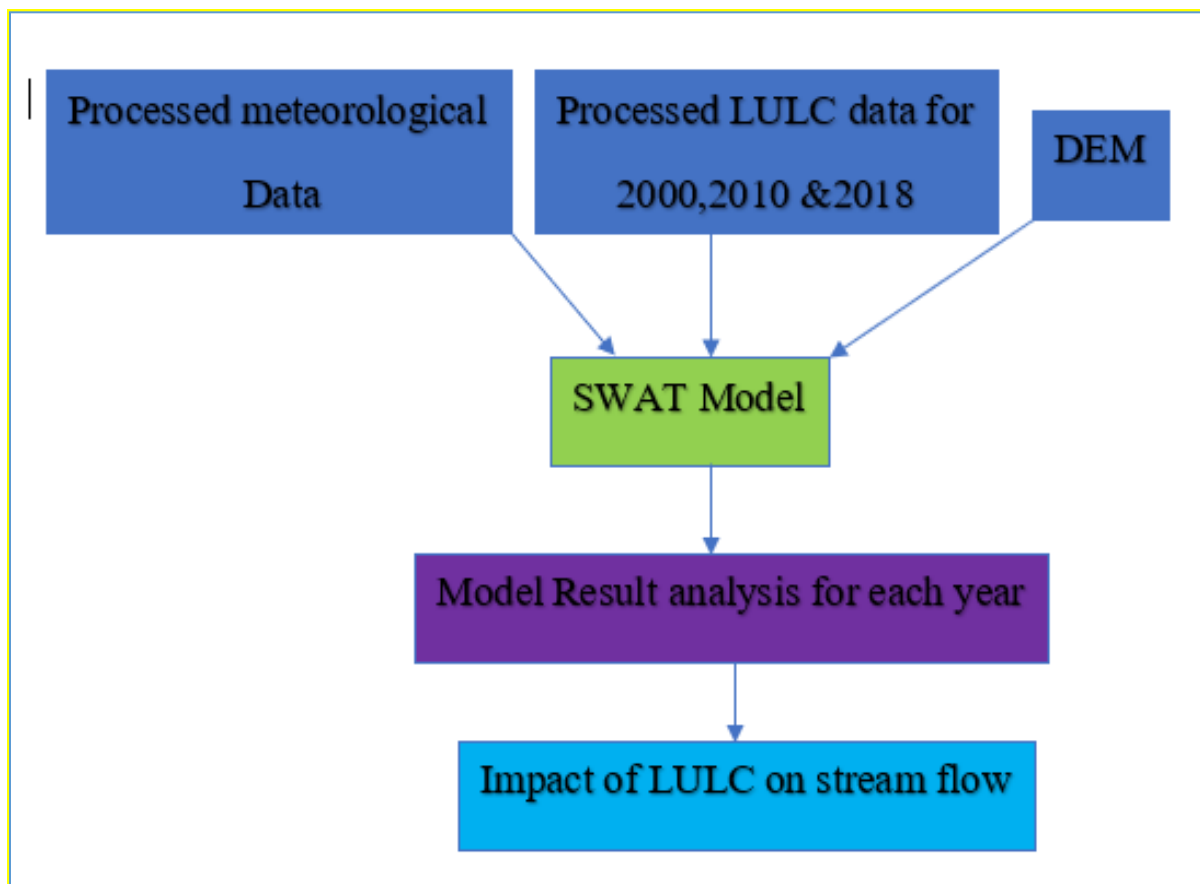 Processed meteorological
Data
Processed LULC data for
2000,2010 &2018
DEM
SWAT Model
Model Result analysis for each year
Impact of LULC on stream flow